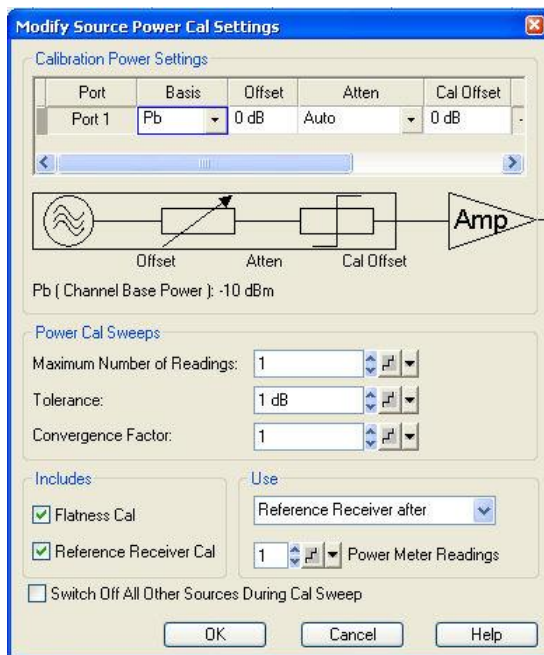 Modify Source Power Cal Settings
Calibration Power Settings
Port Basis Offset Atten Cal Offset
Port 1 Pb 0 dB Auto 0 dB -
Amp
Offset Atten Cal Offset
Pb ( Channel Base Power ): -10 dBm
Power Cal Sweeps
Maximum Number of Readings: 1
Tolerance: 1 dB
Convergence Factor: 1
Includes
Flatness Cal
Reference Receiver Cal
Use
Reference Receiver after
1 Power Meter Readings
Switch Off All Other Sources During Cal Sweep
OK Cancel Help